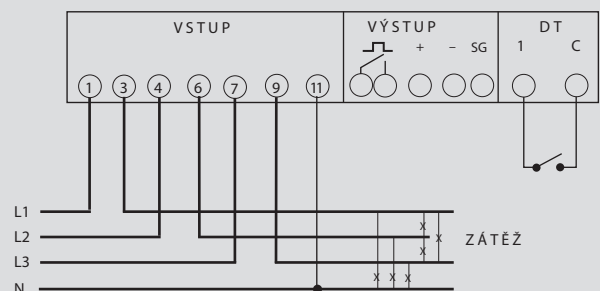 VSTUP
VÝSTUP
DT
+ – SG
1 C
1 3 4 6 7 9 11
L1
L2
ZÁTĚŽ
L3
N